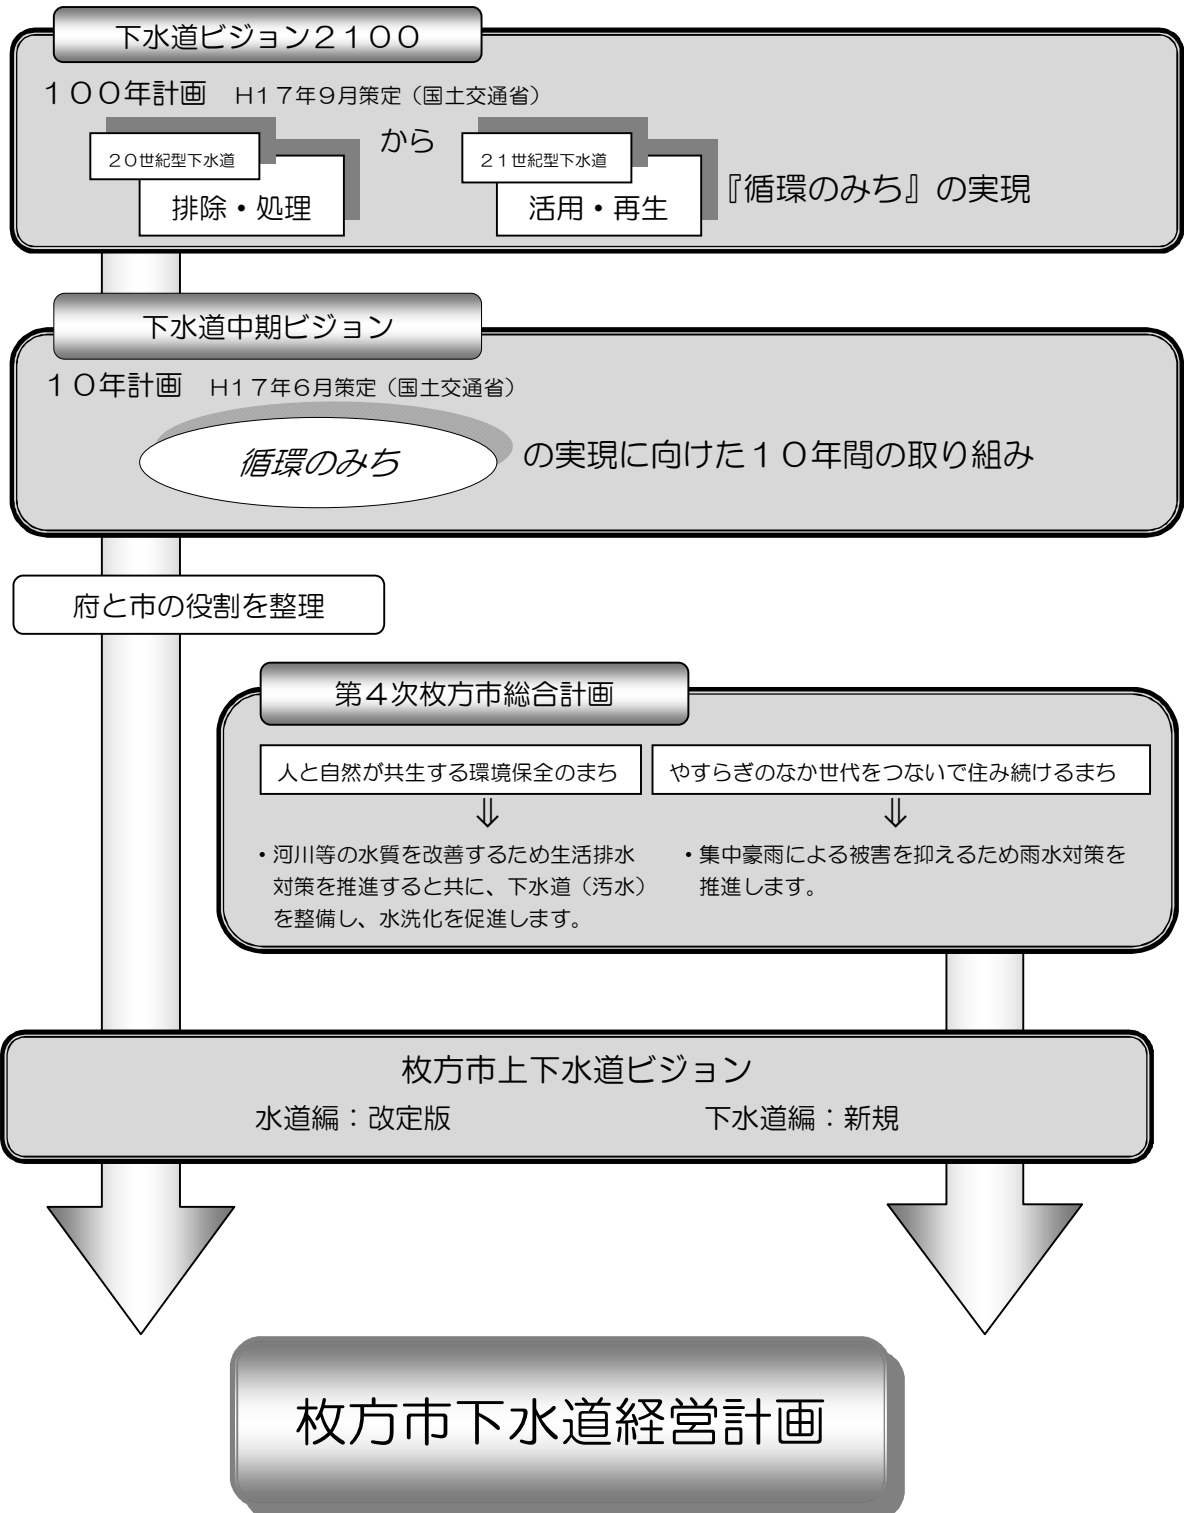 下水道ビジョン２１００
１００年計画　Ｈ１７年９月策定（国土交通省）
２０世紀型下水道
排除・処理
から
２１世紀型下水道
活用・再生
『循環のみち』の実現
下水道中期ビジョン
１０年計画　Ｈ１７年６月策定（国土交通省）
循環のみち
の実現に向けた１０年間の取り組み
府と市の役割を整理
第４次枚方市総合計画
人と自然が共生する環境保全のまち
⇓
・河川等の水質を改善するため生活排水
対策を推進すると共に、下水道（汚水）
を整備し、水洗化を促進します。
やすらぎのなか世代をつないで住み続けるまち
⇓
・集中豪雨による被害を抑えるため雨水対策を
推進します。
枚方市上下水道ビジョン
水道編：改定版　下水道編：新規
枚方市下水道経営計画